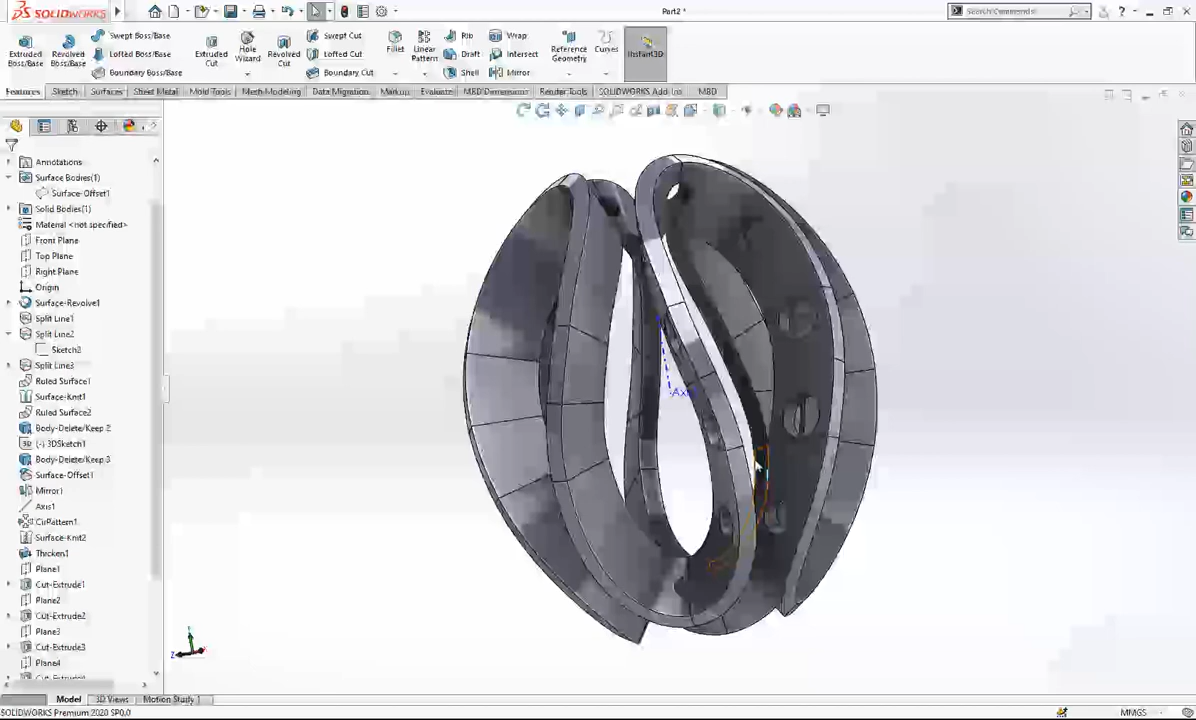 SOLIDWORKS
Part2 *
Search Commands
Extruded Boss/Base
Revolved Boss/Base
Swept Boss/Base
Lofted Boss/Base
Boundary Boss/Base
Extruded Cut
Hole Wizard
Revolved Cut
Swept Cut
Lofted Cut
Boundary Cut
Fillet
Linear Pattern
Rib
Draft
Shell
Wrap
Intersect
Mirror
Reference Geometry
Curves
Instant3D
Features
Sketch
Surfaces
Sheet Metal
Mold Tools
Mesh Modeling
Data Migration
Markup
Evaluate
MBD Dimensions
Render Tools
SOLIDWORKS Add-Ins
MBD
Annotations
Surface Bodies(1)
Surface-Offset1
Solid Bodies(1)
Material <not specified>
Front Plane
Top Plane
Right Plane
Origin
Surface-Revolve1
Split Line1
Split Line2
Sketch2
Split Line3
Ruled Surface1
Surface-Knit1
Ruled Surface2
Body-Delete/Keep 2
(-) 3DSketch1
Body-Delete/Keep 3
Surface-Offset1
Mirror1
Axis1
CirPattern1
Surface-Knit2
Thicken1
Plane1
Cut-Extrude1
Plane2
Cut-Extrude2
Plane3
Cut-Extrude3
Plane4
Model
3D Views
Motion Study 1
SOLIDWORKS Premium 2020 SP0.0
MMGS